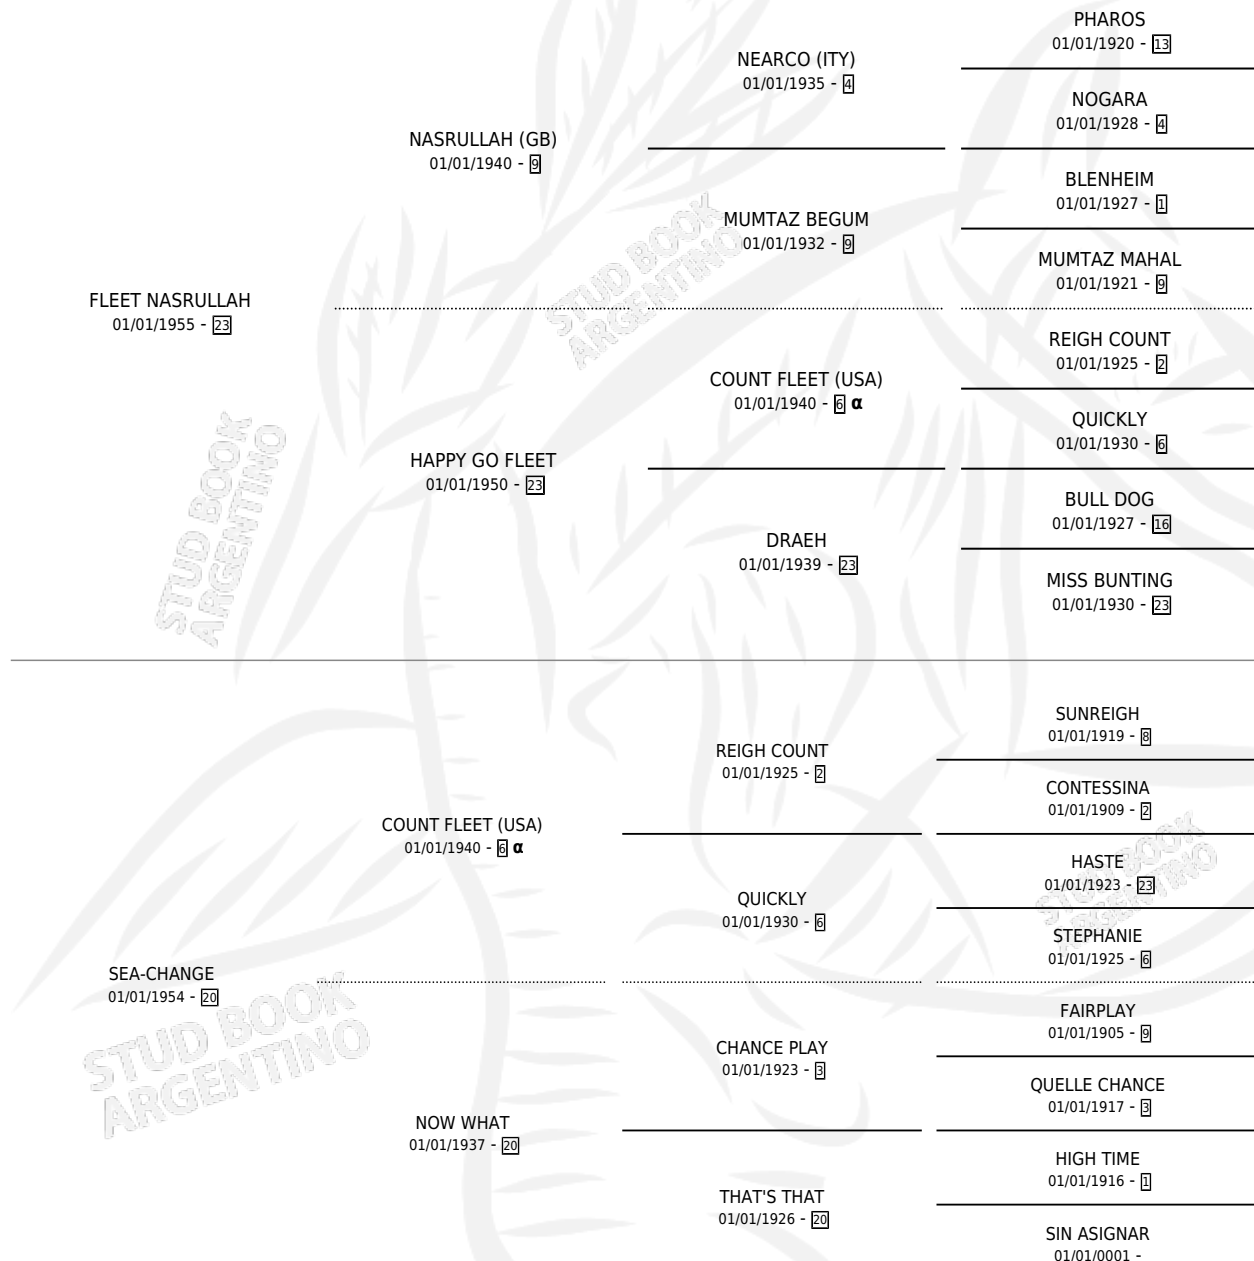 PHAROS
01/01/1920 - 13
NEARCO (ITY)
01/01/1935 - 4
NOGARA
01/01/1928 - 4
NASRULLAH (GB)
01/01/1940 - 9
BLENHEIM
01/01/1927 - 1
MUMTAZ BEGUM
01/01/1932 - 9
MUMTAZ MAHAL
01/01/1921 - 9
STUD BOOK
ARGENTINO
FLEET NASRULLAH
01/01/1955 - 23
REIGH COUNT
01/01/1925 - 2
COUNT FLEET (USA)
01/01/1940 - 6 α
QUICKLY
01/01/1930 - 6
HAPPY GO FLEET
01/01/1950 - 23
BULL DOG
01/01/1927 - 16
DRAEH
01/01/1939 - 23
MISS BUNTING
01/01/1930 - 23
STUD BOOK
ARGENTINO
SUNREIGH
01/01/1919 - 8
REIGH COUNT
01/01/1925 - 2
CONTESSINA
01/01/1909 - 2
COUNT FLEET (USA)
01/01/1940 - 6 α
HASTE
01/01/1923 - 23
QUICKLY
01/01/1930 - 6
STEPHANIE
01/01/1925 - 6
STUD BOOK
ARGENTINO
SEA-CHANGE
01/01/1954 - 20
FAIRPLAY
01/01/1905 - 9
CHANCE PLAY
01/01/1923 - 3
QUELLE CHANCE
01/01/1917 - 3
NOW WHAT
01/01/1937 - 20
HIGH TIME
01/01/1916 - 1
THAT'S THAT
01/01/1926 - 20
SIN ASIGNAR
01/01/0001 -
STUD BOOK
ARGENTINO